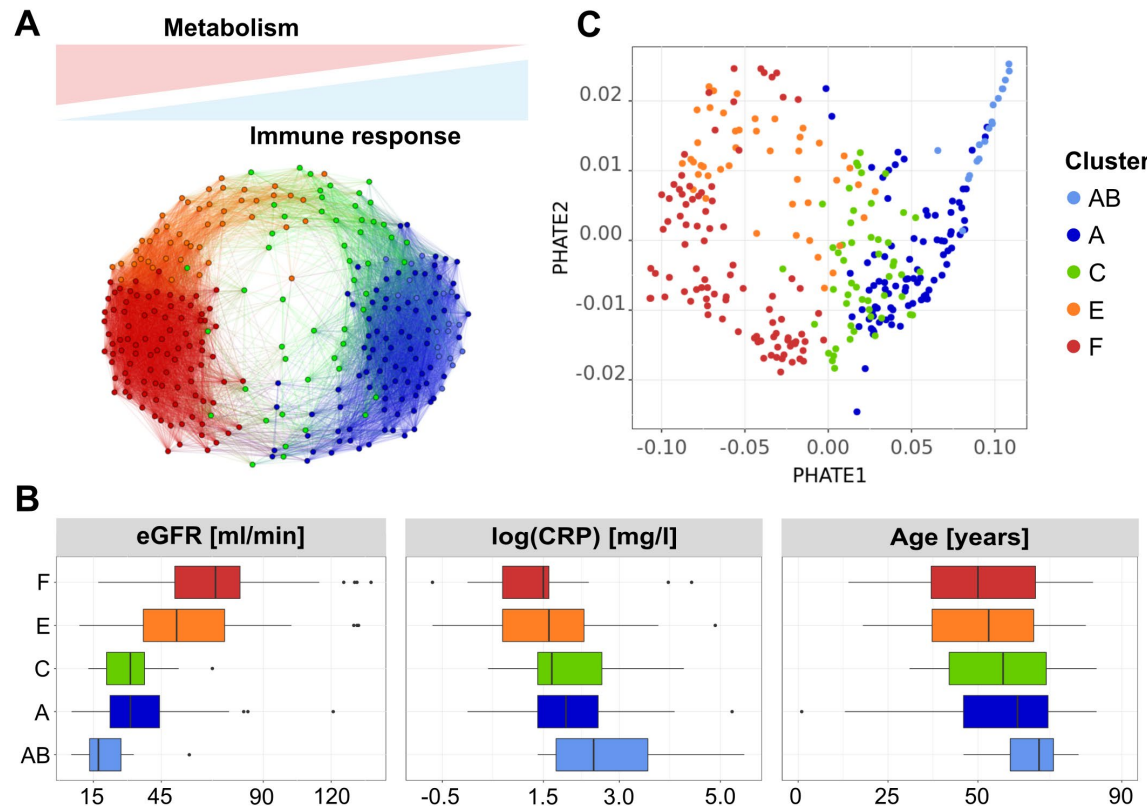 A
Metabolism
Immune response
C
0.02
0.01
0.00
-0.01
-0.02
PHATE2
-0.10 -0.05 0.00 0.05 0.10
PHATE1
Cluster
AB
A
C
E
F
B
eGFR [ml/min] log(CRP) [mg/l] Age [years]
F
E
C
A
AB
15 45 90 120 -0.5 1.5 3.0 5.0 0 25 50 90